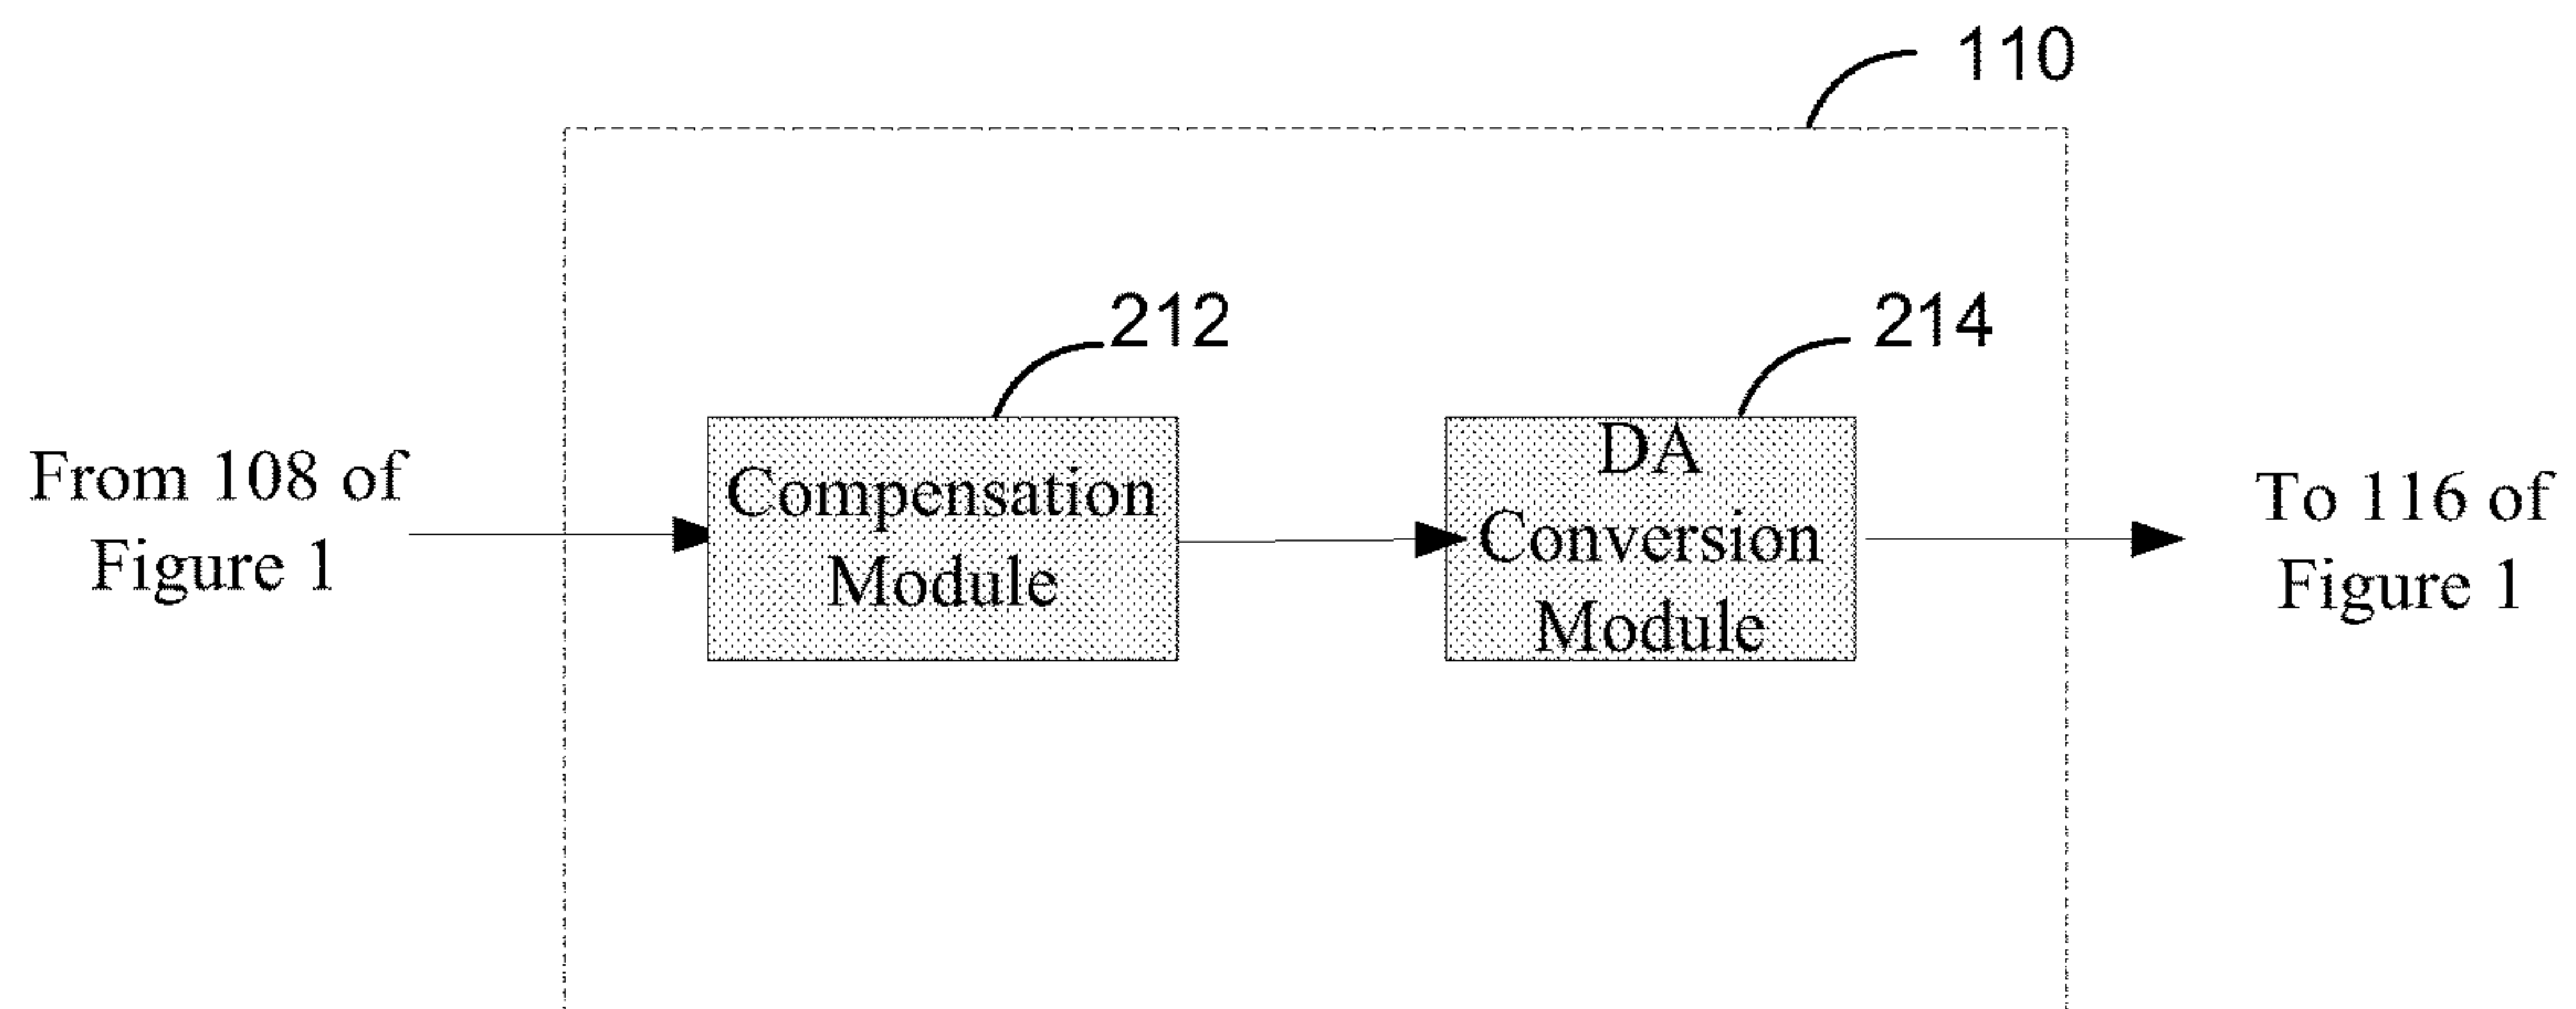 110
212
214
From 108 of
Figure 1
Compensation
Module
DA
Conversion
Module
To 116 of
Figure 1